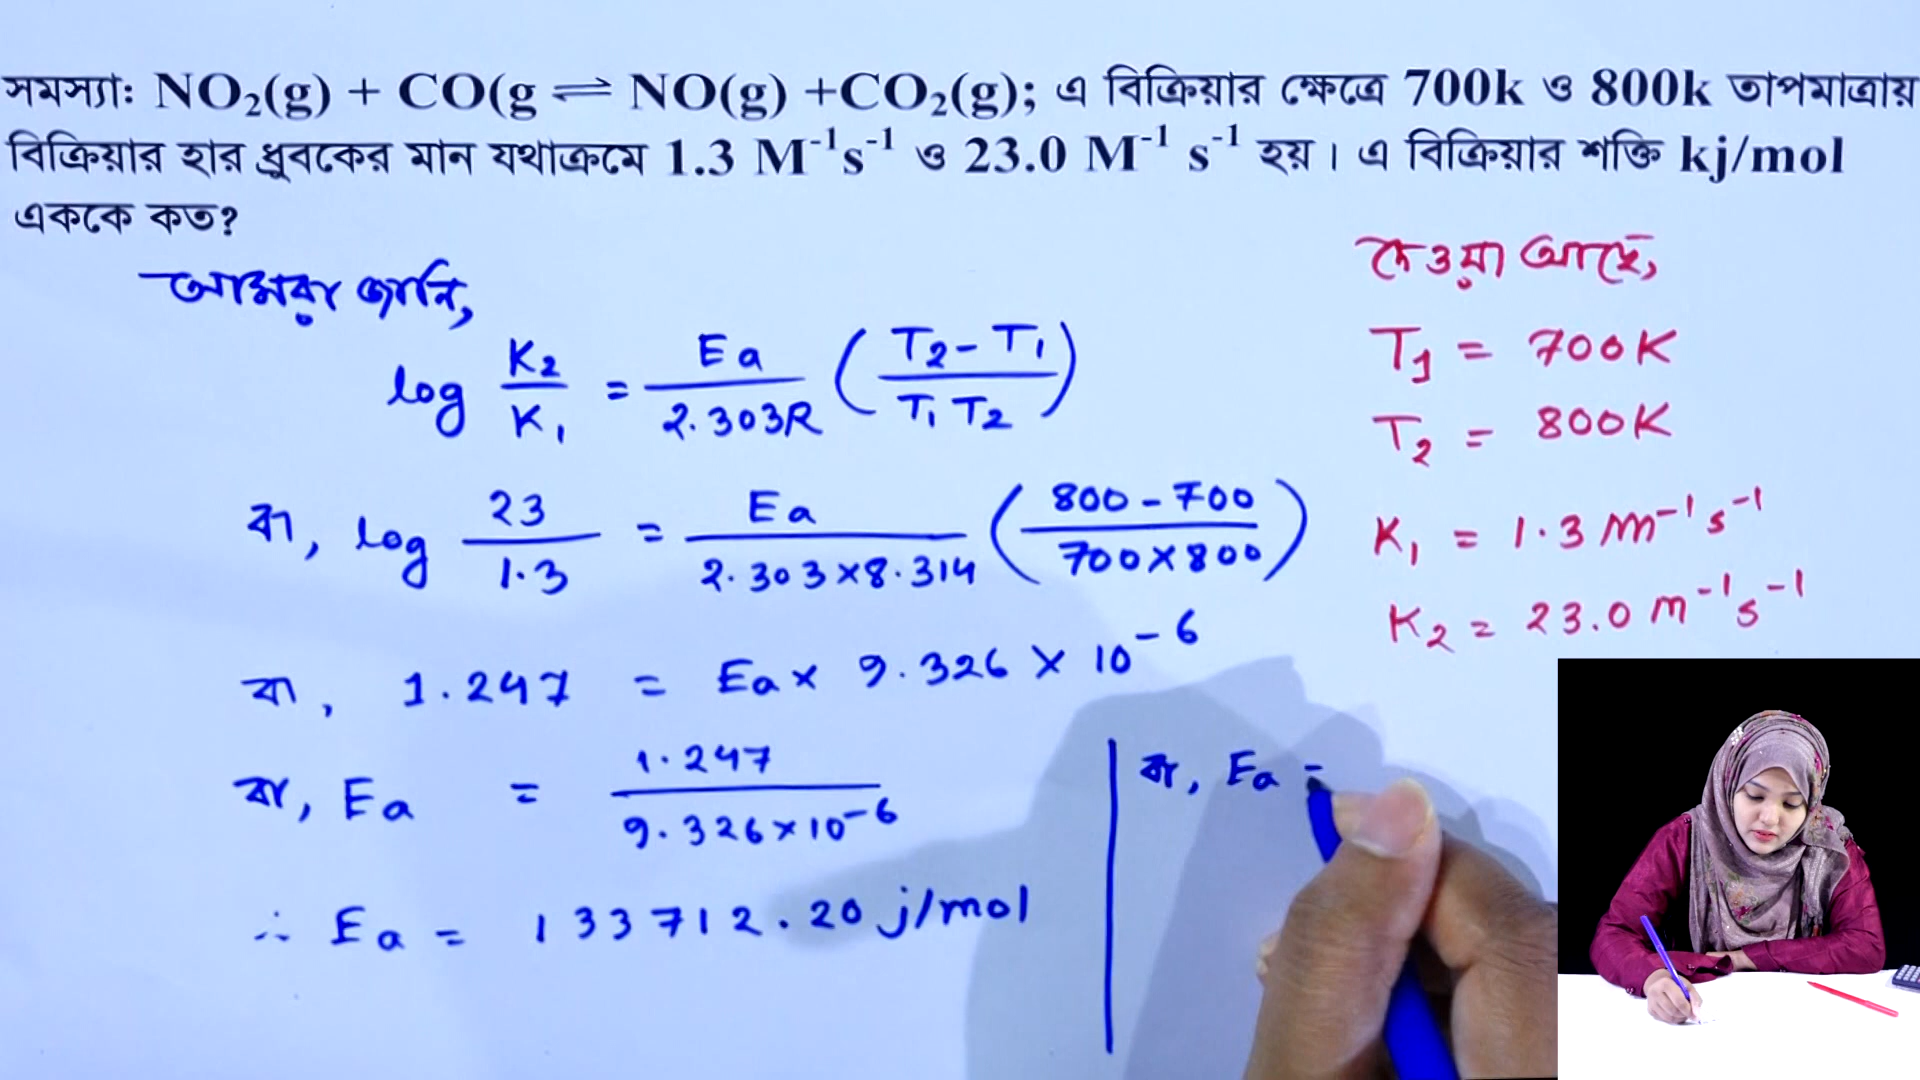 সমস্যাঃ NO₂(g) + CO(g ⇌ NO(g) +CO₂(g); এ বিক্রিয়ার ক্ষেত্রে 700k ও 800k তাপমাত্রায়
বিক্রিয়ার হার ধ্রুবকের মান যথাক্রমে 1.3 M⁻¹s⁻¹ ও 23.0 M⁻¹ s⁻¹ হয়। এ বিক্রিয়ার শক্তি kj/mol
এককে কত?
আমরা জানি,
log K₂/K₁ = Ea/2.303R (T₂-T₁/T₁T₂)
বা, log 23/1.3 = Ea/2.303×8.314 (800-700/700×800)
বা, 1.247 = Ea × 9.326 × 10⁻⁶
বা, Ea = 1.247/9.326×10⁻⁶
∴ Ea = 133712.20 j/mol
বা, Ea =
দেওয়া আছে,
T₁ = 700K
T₂ = 800K
K₁ = 1.3 m⁻¹s⁻¹
K₂ = 23.0 m⁻¹s⁻¹